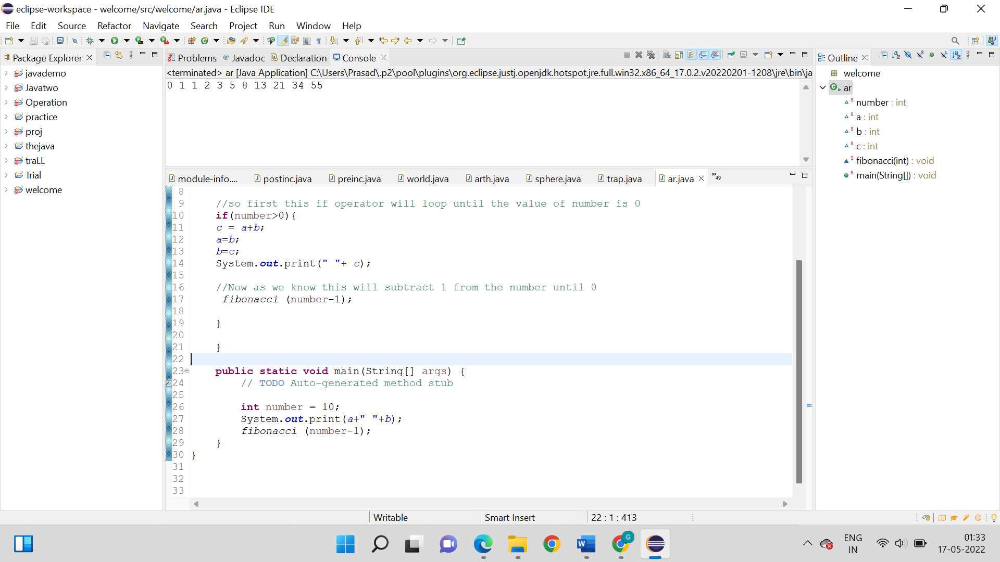 eclipse-workspace - welcome/src/welcome/ar.java - Eclipse IDE
File Edit Source Refactor Navigate Search Project Run Window Help
Package Explorer
javademo
Javatwo
Operation
practice
proj
thejava
traLL
Trial
welcome
Problems Javadoc Declaration Console
<terminated> ar [Java Application] C:\Users\Prasad\.p2\pool\plugins\org.eclipse.justj.openjdk.hotspot.jre.full.win32.x86_64_17.0.2.v20220201-1208\jre\bin\ja
0 1 1 2 3 5 8 13 21 34 55
module-info.... postinc.java preinc.java world.java arth.java sphere.java trap.java ar.java »49
8
9 //so first this if operator will loop until the value of number is 0
10 if(number>0){
11 c = a+b;
12 a=b;
13 b=c;
14 System.out.print(" "+ c);
15
16 //Now as we know this will subtract 1 from the number until 0
17 fibonacci (number-1);
18
19 }
20
21 }
22
23 public static void main(String[] args) {
24 // TODO Auto-generated method stub
25
26 int number = 10;
27 System.out.print(a+" "+b);
28 fibonacci (number-1);
29 }
30 }
31
32
33
Outline
welcome
ar
number : int
a : int
b : int
c : int
fibonacci(int) : void
main(String[]) : void
Writable Smart Insert 22 : 1 : 413
ENG
IN
01:33
17-05-2022